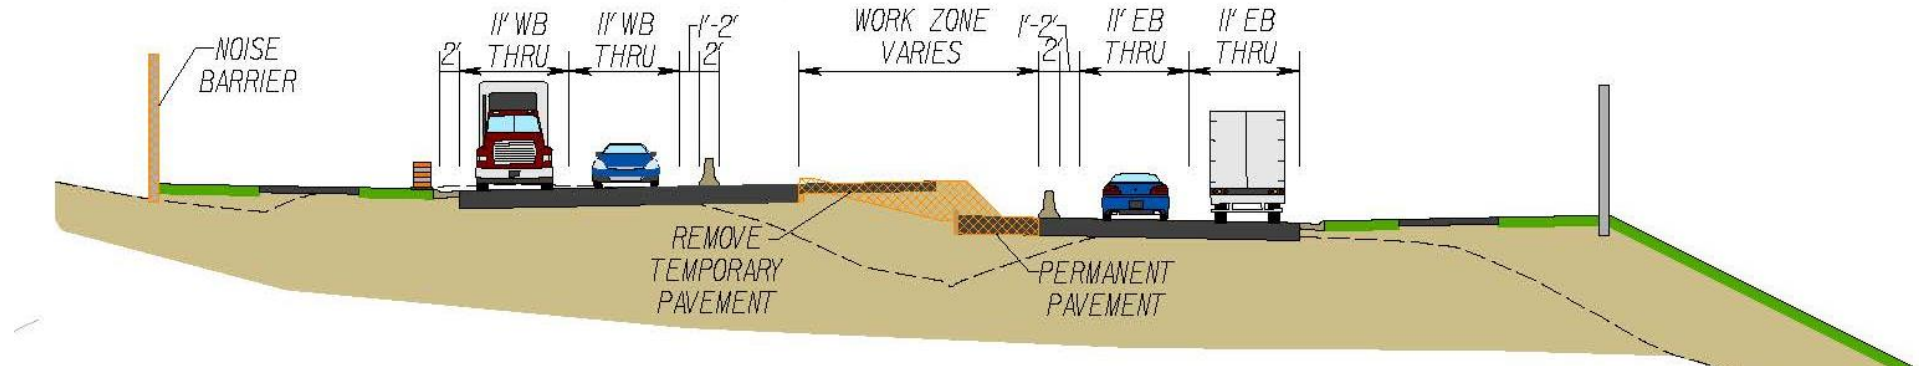 NOISE
BARRIER
2'
11' WB
THRU
11' WB
THRU
1'-2'
2'
WORK ZONE
VARIES
1'-2'
2'
11' EB
THRU
11' EB
THRU
REMOVE
TEMPORARY
PAVEMENT
PERMANENT
PAVEMENT